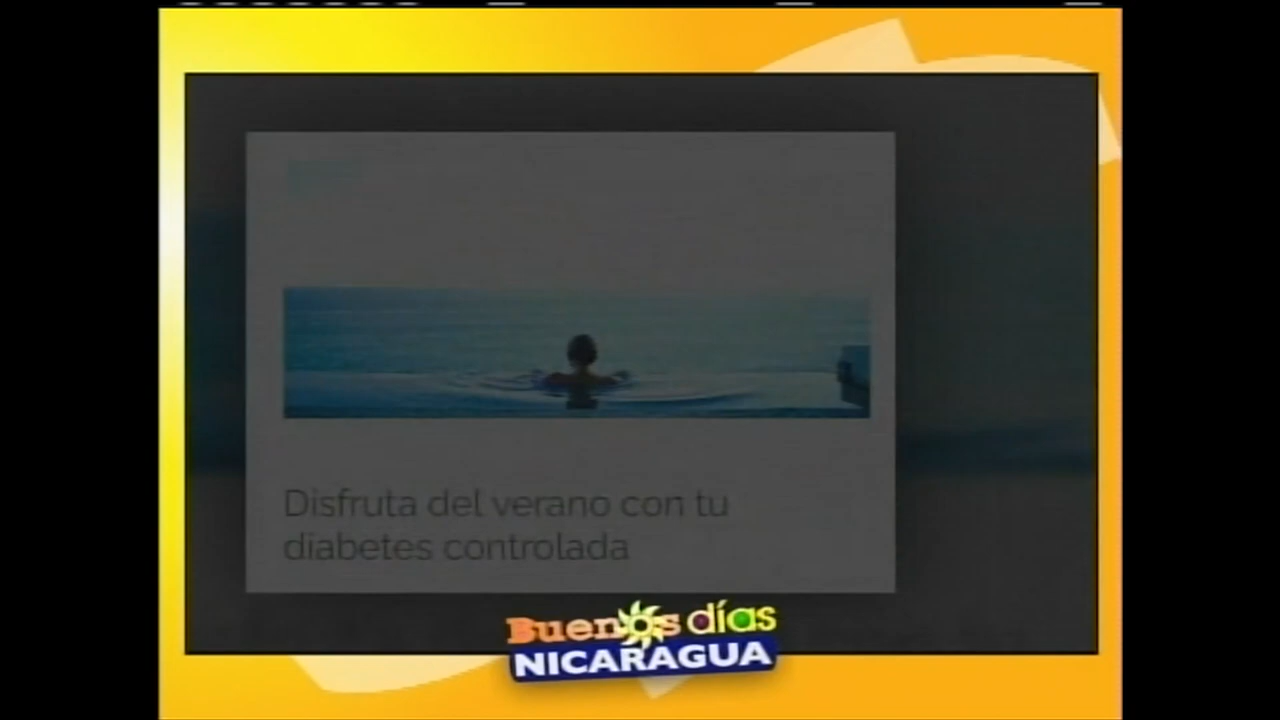 Disfruta del verano con tu
diabetes controlada
Buenos días
NICARAGUA